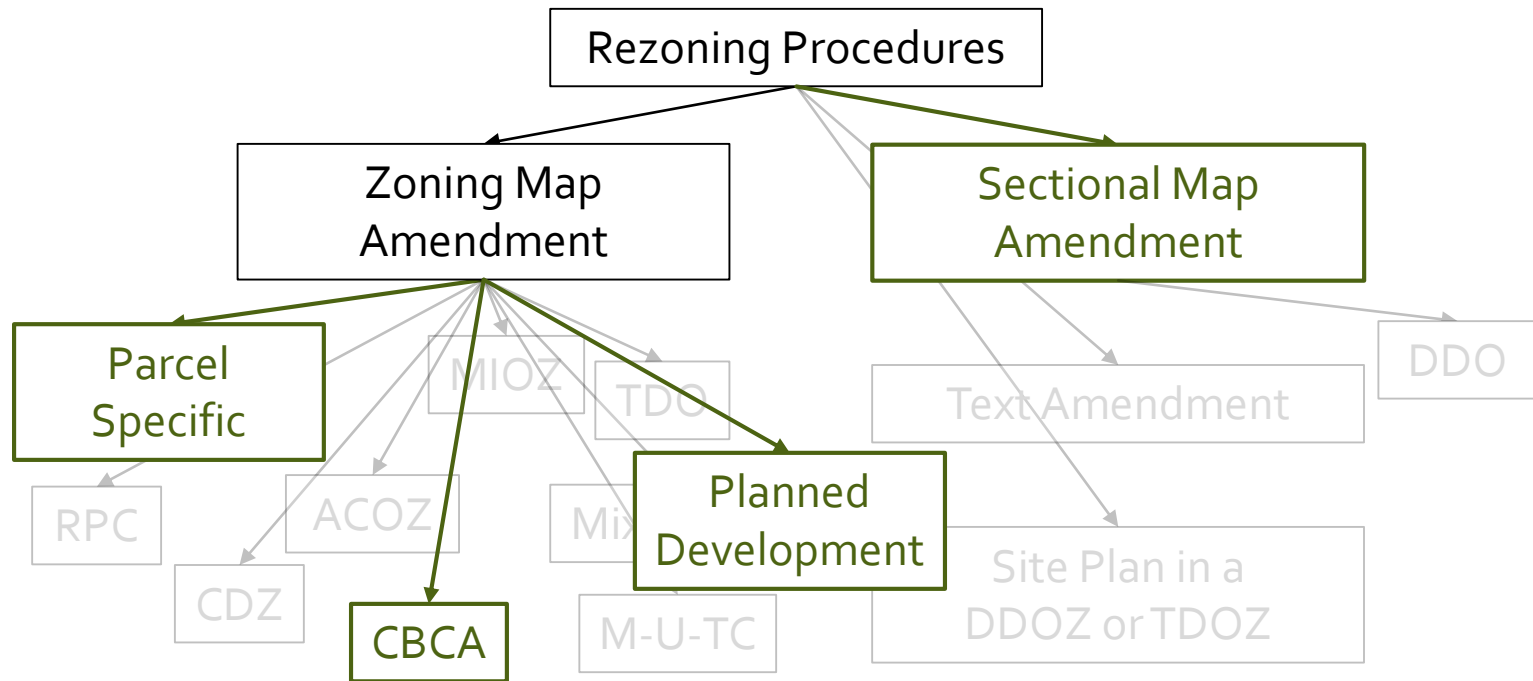 Rezoning Procedures
Zoning Map
Amendment
Sectional Map
Amendment
Parcel
Specific
MIOZ
TDO
DDO
Text Amendment
RPC
ACOZ
CDZ
CBCA
Planned
Development
M-U-TC
Site Plan in a
DDOZ or TDOZ